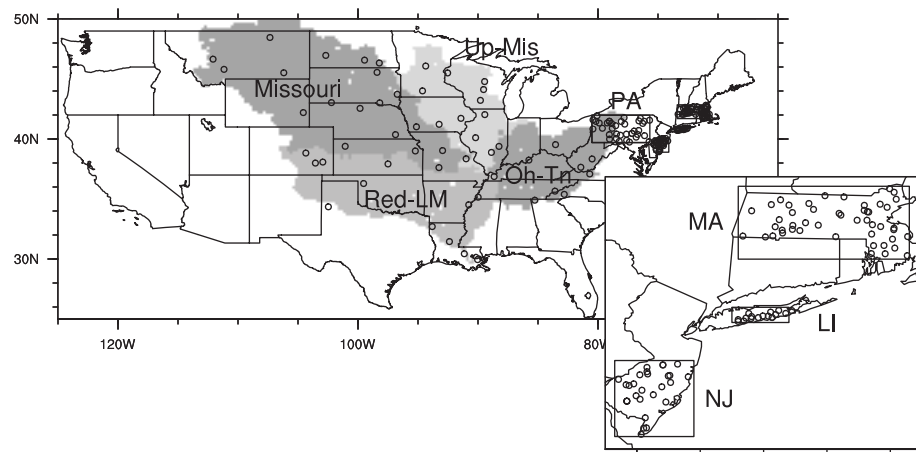 50N
Up-Mis
Missouri
PA
40N
Oh-Tn
Red-LM
MA
30N
LI
120W
100W
80W
NJ